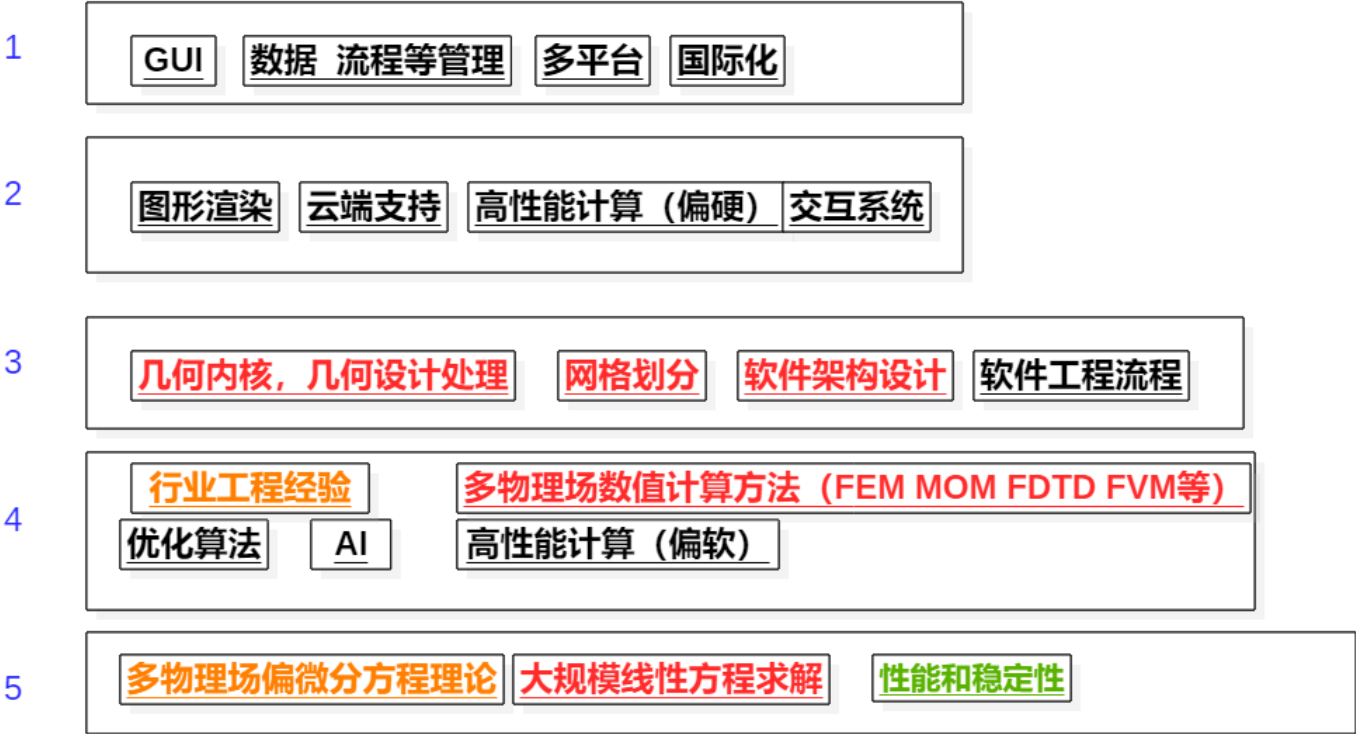 1
GUI 数据 流程等管理 多平台 国际化
2
图形渲染 云端支持 高性能计算（偏硬） 交互系统
3
几何内核，几何设计处理 网格划分 软件架构设计 软件工程流程
4
行业工程经验 多物理场数值计算方法（FEM MOM FDTD FVM等）
优化算法 AI 高性能计算（偏软）
5
多物理场偏微分方程理论 大规模线性方程求解 性能和稳定性